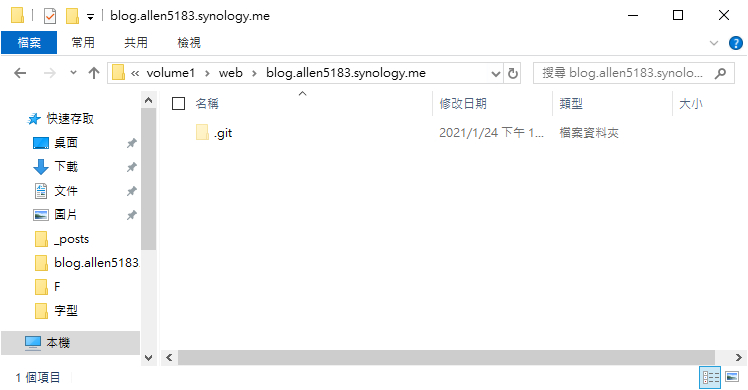 blog.allen5183.synology.me
檔案 常用 共用 檢視
« volume1 › web › blog.allen5183.synology.me
搜尋 blog.allen5183.synolo...
名稱 修改日期 類型 大小
.git 2021/1/24 下午 1... 檔案資料夾
快速存取
桌面
下載
文件
圖片
_posts
blog.allen5183.
F
字型
本機
1 個項目